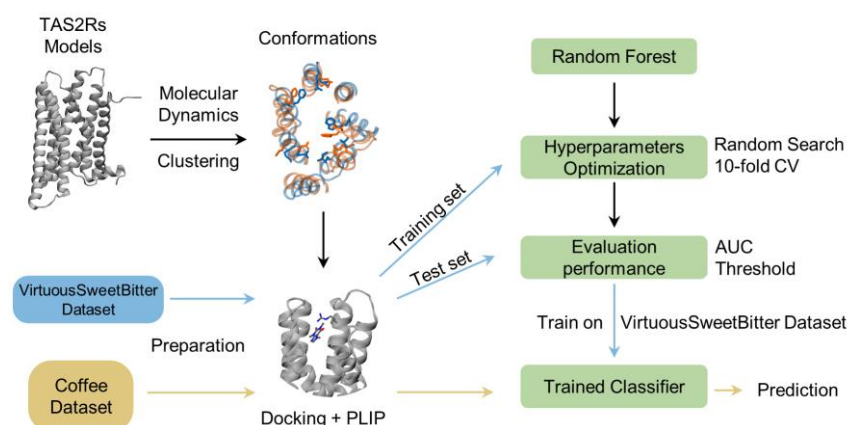 TAS2Rs
Models
Molecular
Dynamics
Clustering
Conformations
VirtuousSweetBitter
Dataset
Preparation
Coffee
Dataset
Docking + PLIP
Training set
Test set
Random Forest
Hyperparameters
Optimization
Random Search
10-fold CV
Evaluation
performance
AUC
Threshold
Train on
VirtuousSweetBitter Dataset
Trained Classifier
Prediction